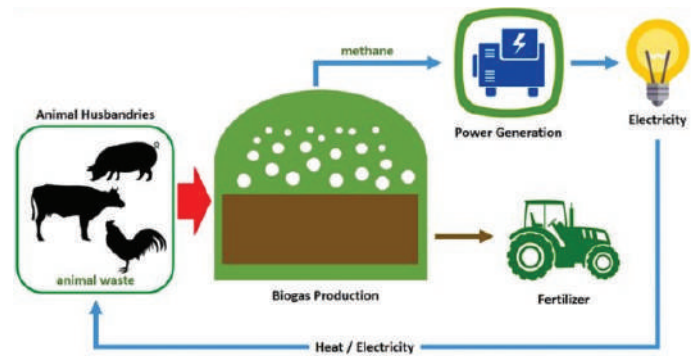 methane
Animal Husbandries
Power Generation
Electricity
animal waste
Biogas Production
Fertilizer
Heat / Electricity